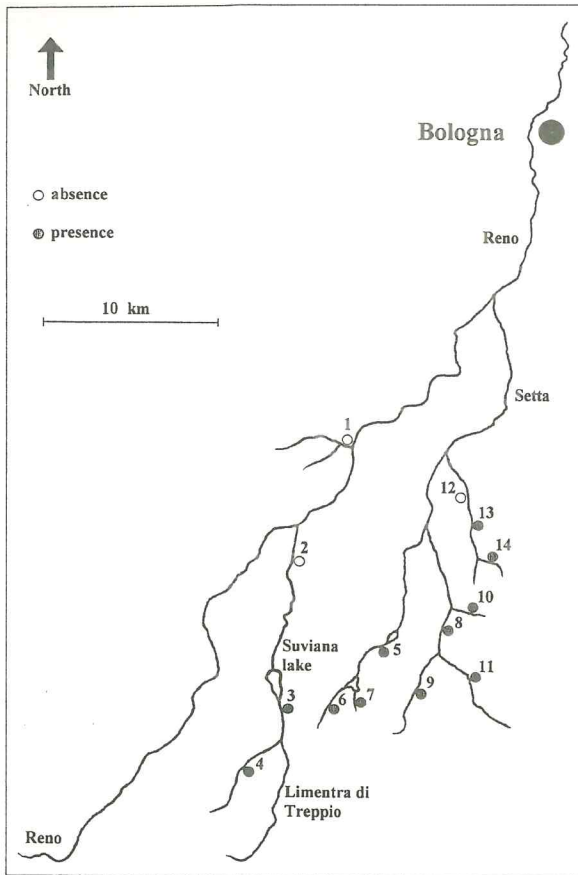 North
Bologna
absence
presence
Reno
10 km
Setta
1
12
13
2
14
10
8
Suviana
lake
5
11
3
6
7
9
4
Limentra di
Treppio
Reno